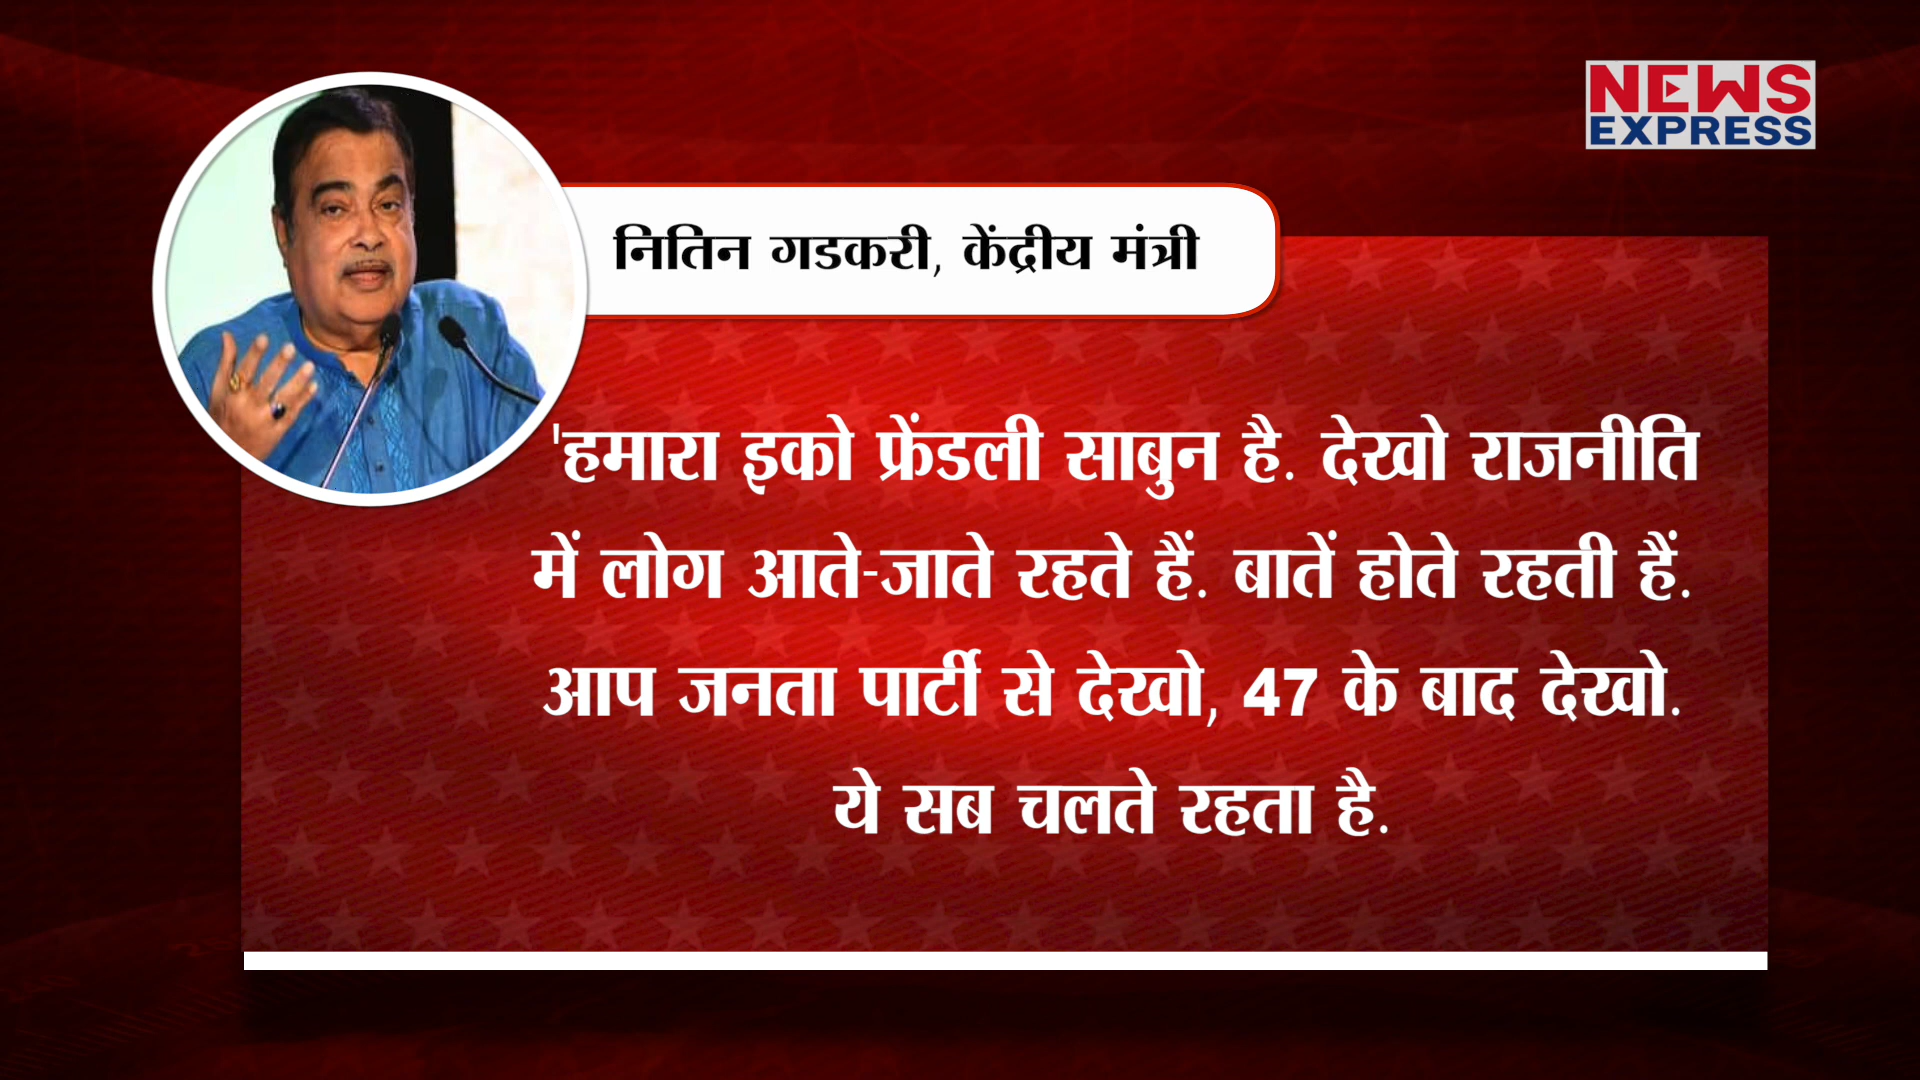 NEWS
EXPRESS
नितिन गडकरी, केंद्रीय मंत्री
'हमारा इको फ्रेंडली साबुन है. देखो राजनीति
में लोग आते-जाते रहते हैं. बातें होते रहती हैं.
आप जनता पार्टी से देखो, 47 के बाद देखो.
ये सब चलते रहता है.